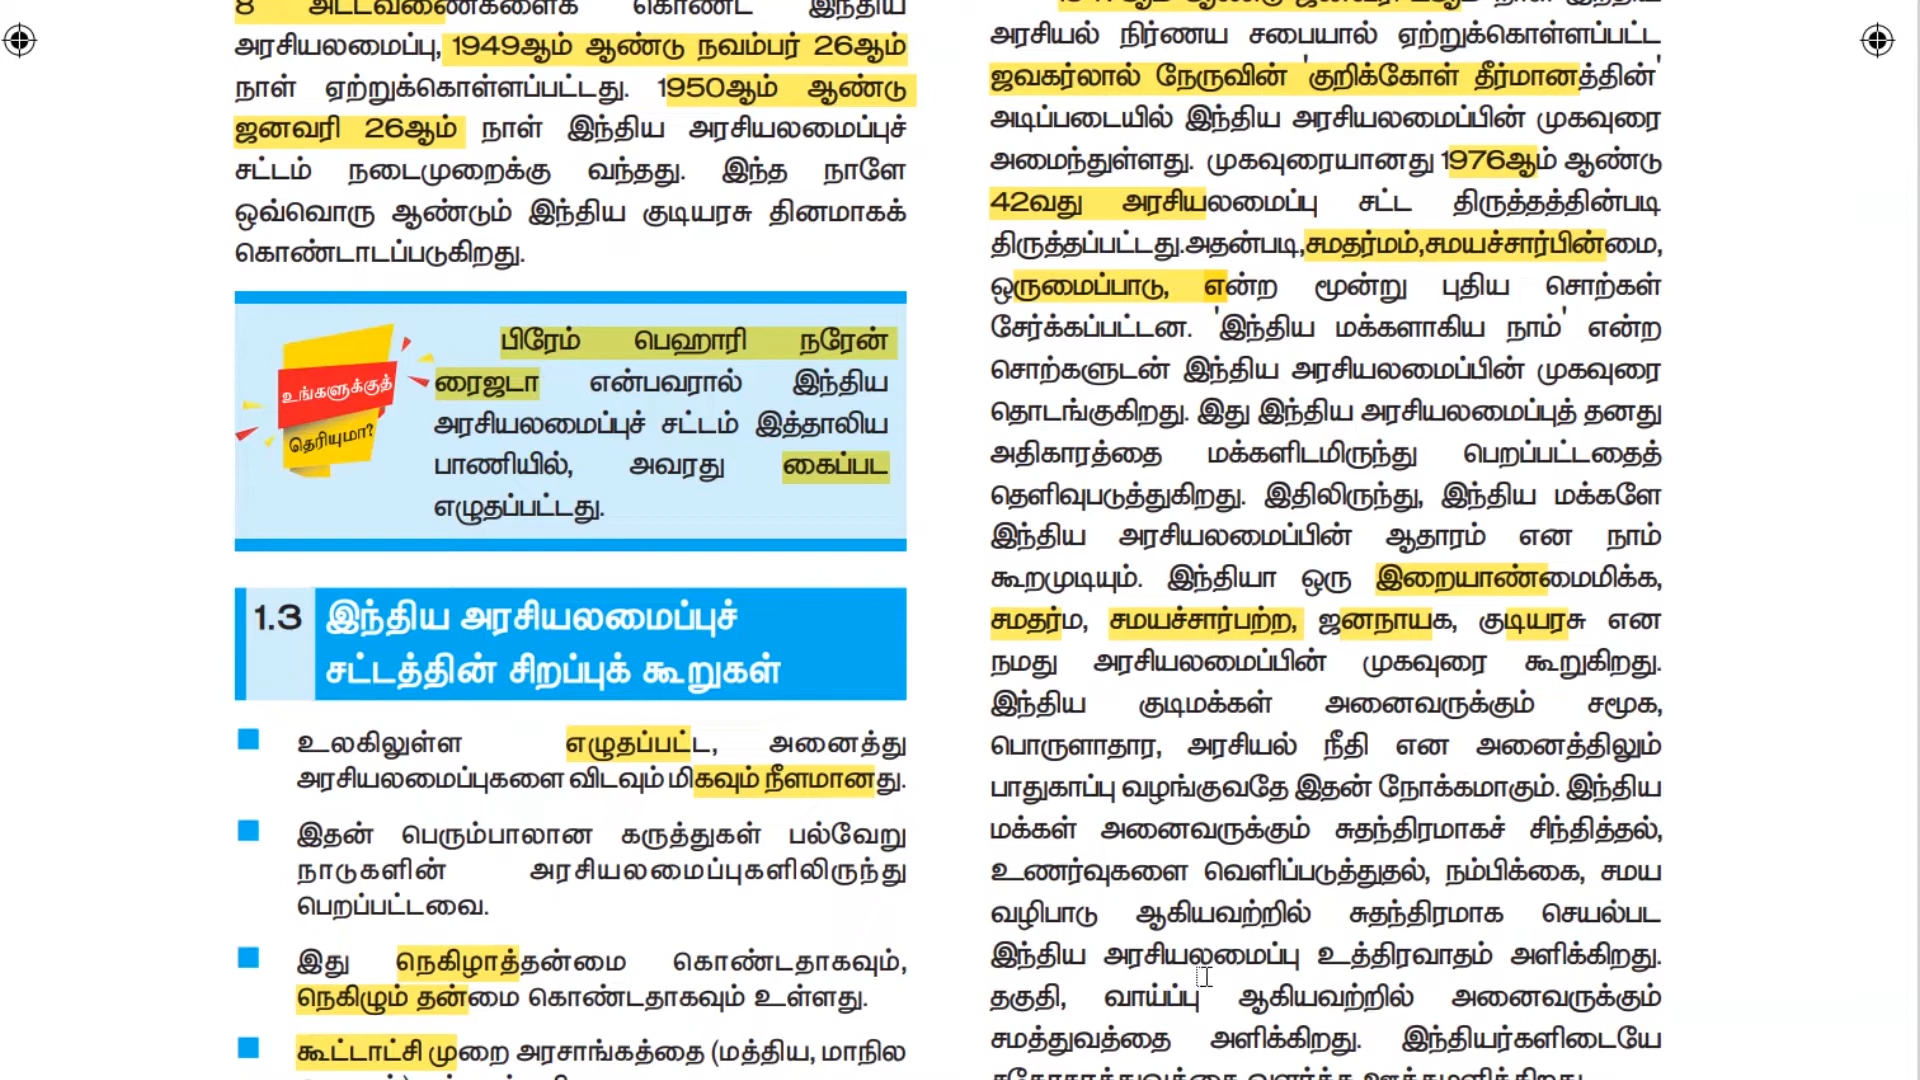 8 அட்டவணைகளைக் கொண்ட இந்திய
அரசியலமைப்பு, 1949ஆம் ஆண்டு நவம்பர் 26ஆம்
நாள் ஏற்றுக்கொள்ளப்பட்டது. 1950ஆம் ஆண்டு
ஜனவரி 26ஆம் நாள் இந்திய அரசியலமைப்புச்
சட்டம் நடைமுறைக்கு வந்தது. இந்த நாளே
ஒவ்வொரு ஆண்டும் இந்திய குடியரசு தினமாகக்
கொண்டாடப்படுகிறது.
உங்களுக்குத்
தெரியுமா?
பிரேம் பெஹாரி நரேன்
ரைஜடா என்பவரால் இந்திய
அரசியலமைப்புச் சட்டம் இத்தாலிய
பாணியில், அவரது கைப்பட
எழுதப்பட்டது.
1.3 இந்திய அரசியலமைப்புச்
சட்டத்தின் சிறப்புக் கூறுகள்
உலகிலுள்ள எழுதப்பட்ட, அனைத்து
அரசியலமைப்புகளை விடவும் மிகவும் நீளமானது.
இதன் பெரும்பாலான கருத்துகள் பல்வேறு
நாடுகளின் அரசியலமைப்புகளிலிருந்து
பெறப்பட்டவை.
இது நெகிழாத்தன்மை கொண்டதாகவும்,
நெகிழும் தன்மை கொண்டதாகவும் உள்ளது.
கூட்டாட்சி முறை அரசாங்கத்தை (மத்திய, மாநில
அரசியல் நிர்ணய சபையால் ஏற்றுக்கொள்ளப்பட்ட
ஜவகர்லால் நேருவின் 'குறிக்கோள் தீர்மானத்தின்'
அடிப்படையில் இந்திய அரசியலமைப்பின் முகவுரை
அமைந்துள்ளது. முகவுரையானது 1976ஆம் ஆண்டு
42வது அரசியலமைப்பு சட்ட திருத்தத்தின்படி
திருத்தப்பட்டது.அதன்படி,சமதர்மம்,சமயச்சார்பின்மை,
ஒருமைப்பாடு, என்ற மூன்று புதிய சொற்கள்
சேர்க்கப்பட்டன. 'இந்திய மக்களாகிய நாம்' என்ற
சொற்களுடன் இந்திய அரசியலமைப்பின் முகவுரை
தொடங்குகிறது. இது இந்திய அரசியலமைப்புத் தனது
அதிகாரத்தை மக்களிடமிருந்து பெறப்பட்டதைத்
தெளிவுபடுத்துகிறது. இதிலிருந்து, இந்திய மக்களே
இந்திய அரசியலமைப்பின் ஆதாரம் என நாம்
கூறமுடியும். இந்தியா ஒரு இறையாண்மைமிக்க,
சமதர்ம, சமயச்சார்பற்ற, ஜனநாயக, குடியரசு என
நமது அரசியலமைப்பின் முகவுரை கூறுகிறது.
இந்திய குடிமக்கள் அனைவருக்கும் சமூக,
பொருளாதார, அரசியல் நீதி என அனைத்திலும்
பாதுகாப்பு வழங்குவதே இதன் நோக்கமாகும். இந்திய
மக்கள் அனைவருக்கும் சுதந்திரமாகச் சிந்தித்தல்,
உணர்வுகளை வெளிப்படுத்துதல், நம்பிக்கை, சமய
வழிபாடு ஆகியவற்றில் சுதந்திரமாக செயல்பட
இந்திய அரசியலமைப்பு உத்திரவாதம் அளிக்கிறது.
தகுதி, வாய்ப்பு ஆகியவற்றில் அனைவருக்கும்
சமத்துவத்தை அளிக்கிறது. இந்தியர்களிடையே